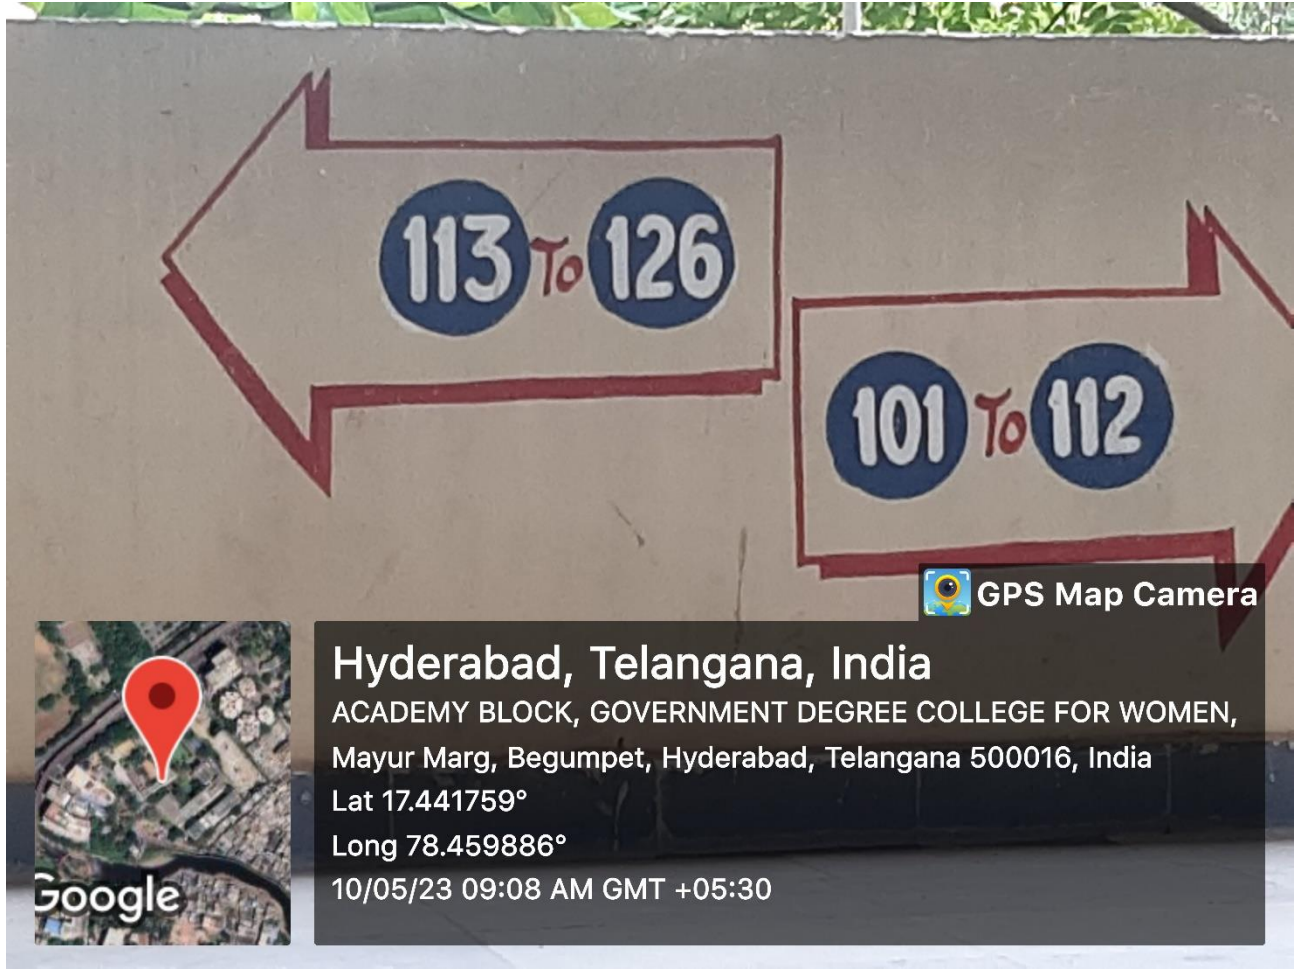 113 To 126
101 To 112
GPS Map Camera
Hyderabad, Telangana, India
ACADEMY BLOCK, GOVERNMENT DEGREE COLLEGE FOR WOMEN,
Mayur Marg, Begumpet, Hyderabad, Telangana 500016, India
Lat 17.441759°
Long 78.459886°
10/05/23 09:08 AM GMT +05:30
Google